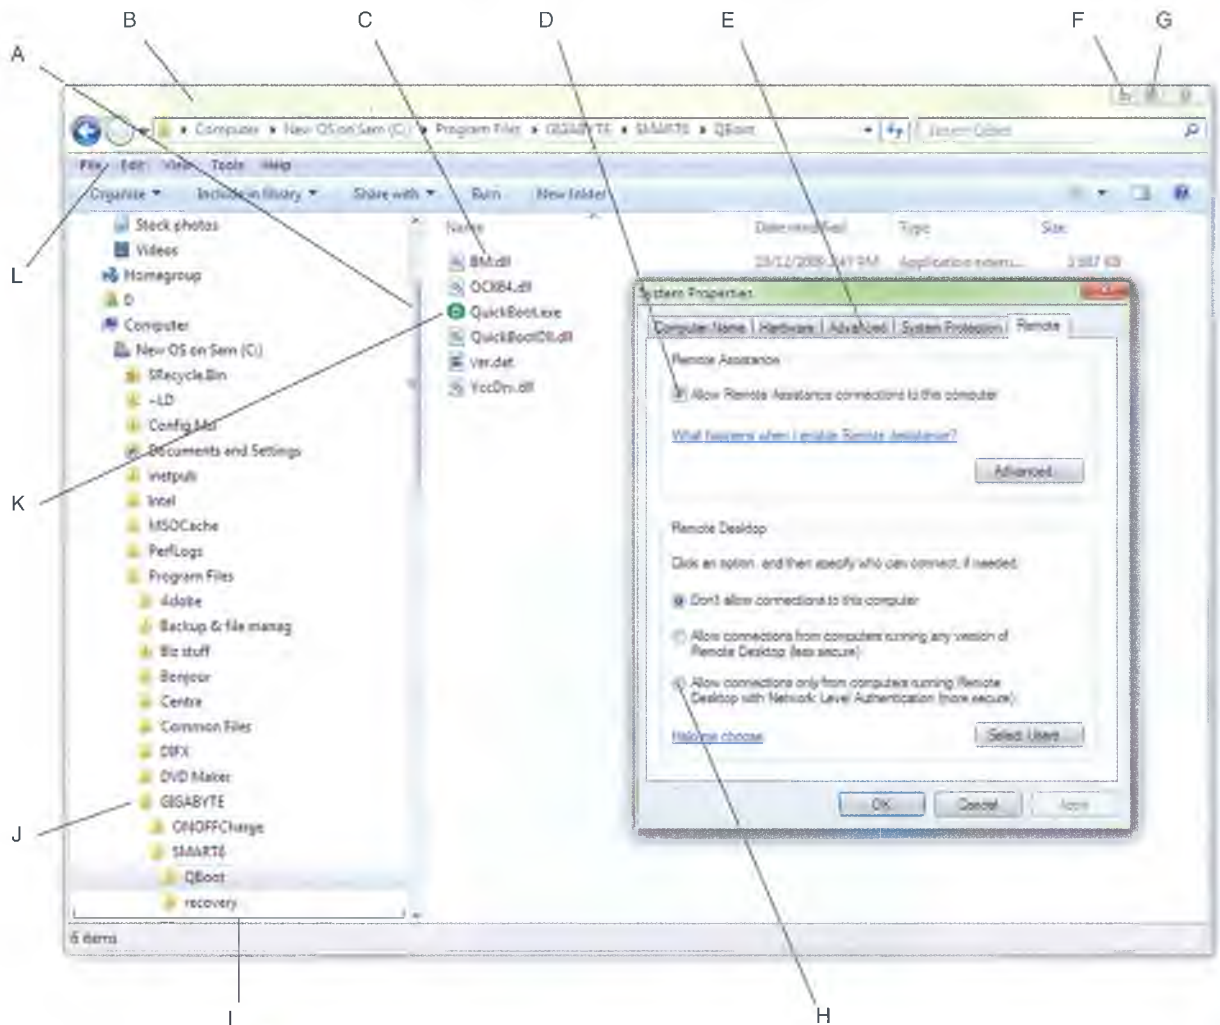 B C D E F G
A
Computer ▸ New OS on Sam (C:) ▸ Program Files ▸ GIGABYTE ▸ SMART6 ▸ QBoot
File Edit View Tools Help
Organize Include in library Share with Burn New folder
Name Date modified Type Size
Stock photos
Videos
Homegroup
D
Computer
New OS on Sam (C:)
$Recycle.Bin
~LD
Config.Msi
Documents and Settings
inetpub
Intel
MSOCache
PerfLogs
Program Files
Adobe
Backup & file manag
Biz stuff
Bonjour
Centra
Common Files
DIFX
DVD Maker
GIGABYTE
ONOFFCharge
SMART6
QBoot
recovery
6 items
L
K
J
I
BM.dll
OCK64.dll
QuickBoot.exe
QuickBootDll.dll
ver.dat
YccDrv.dll
System Properties
Computer Name Hardware Advanced System Protection Remote
Remote Assistance
Allow Remote Assistance connections to this computer
What happens when I enable Remote Assistance?
Advanced...
Remote Desktop
Click an option, and then specify who can connect, if needed.
Don't allow connections to this computer
Allow connections from computers running any version of
Remote Desktop (less secure)
Allow connections only from computers running Remote
Desktop with Network Level Authentication (more secure)
Help me choose
Select Users...
OK Cancel Apply
H